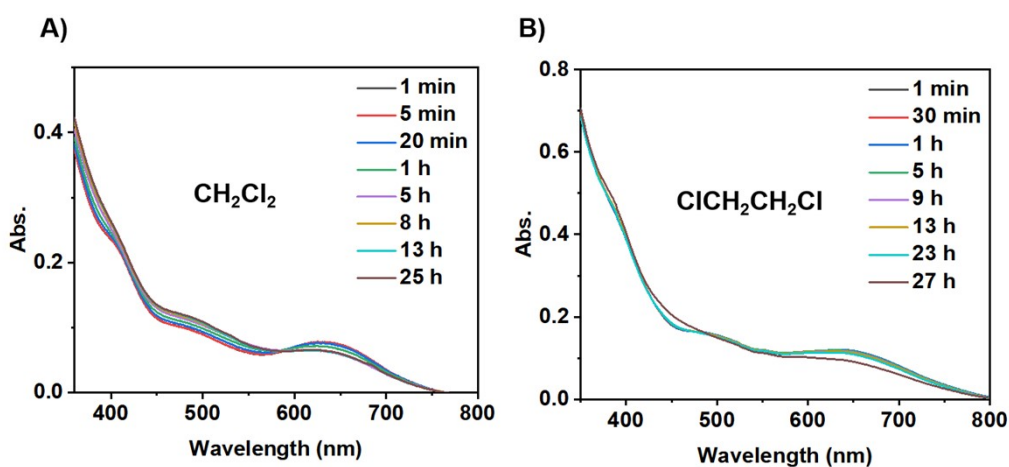 A)
0.4
0.2
0.0
Abs.
400 500 600 700 800
Wavelength (nm)
CH₂Cl₂
1 min
5 min
20 min
1 h
5 h
8 h
13 h
25 h
B)
0.8
0.6
0.4
0.2
0.0
Abs.
400 500 600 700 800
Wavelength (nm)
ClCH₂CH₂Cl
1 min
30 min
1 h
5 h
9 h
13 h
23 h
27 h